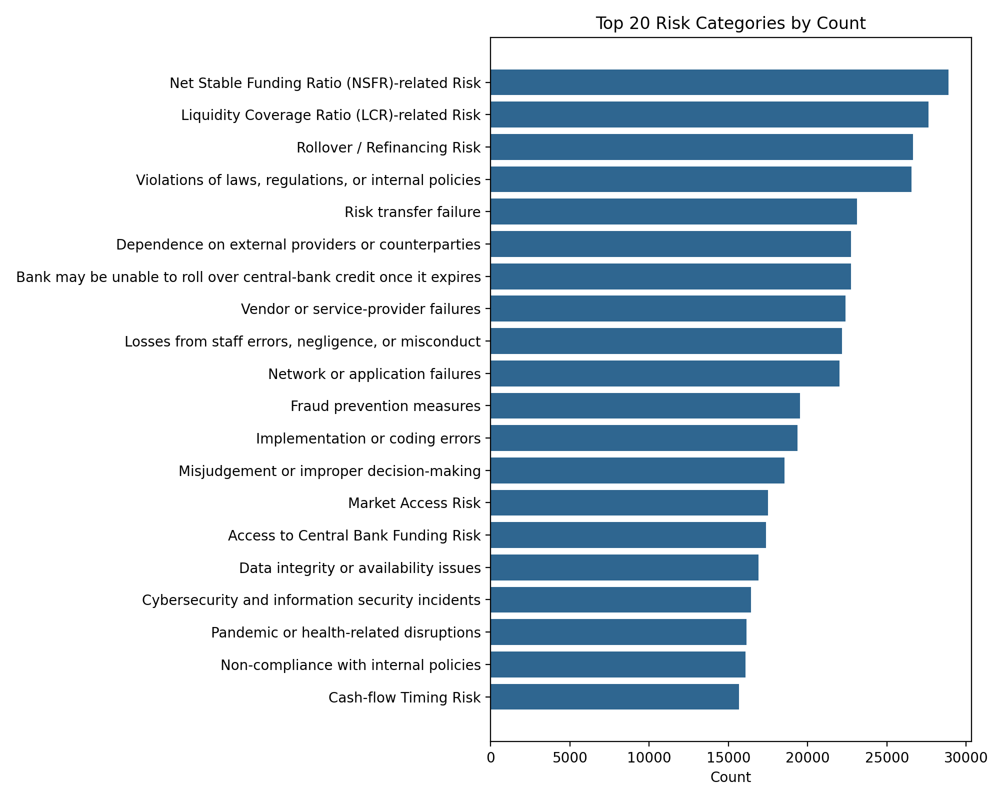 Top 20 Risk Categories by Count
Net Stable Funding Ratio (NSFR)-related Risk
Liquidity Coverage Ratio (LCR)-related Risk
Rollover / Refinancing Risk
Violations of laws, regulations, or internal policies
Risk transfer failure
Dependence on external providers or counterparties
Bank may be unable to roll over central-bank credit once it expires
Vendor or service-provider failures
Losses from staff errors, negligence, or misconduct
Network or application failures
Fraud prevention measures
Implementation or coding errors
Misjudgement or improper decision-making
Market Access Risk
Access to Central Bank Funding Risk
Data integrity or availability issues
Cybersecurity and information security incidents
Pandemic or health-related disruptions
Non-compliance with internal policies
Cash-flow Timing Risk
0 5000 10000 15000 20000 25000 30000
Count